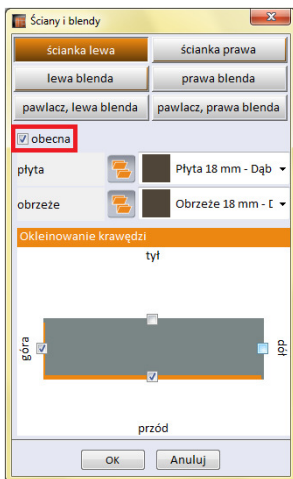 Ściany i blendy
ścianka lewa
ścianka prawa
lewa blenda
prawa blenda
pawlacz, lewa blenda
pawlacz, prawa blenda
obecna
płyta
Płyta 18 mm - Dąb
obrzeże
Obrzeże 18 mm - D
Okleinowanie krawędzi
tył
góra
dół
przód
OK
Anuluj